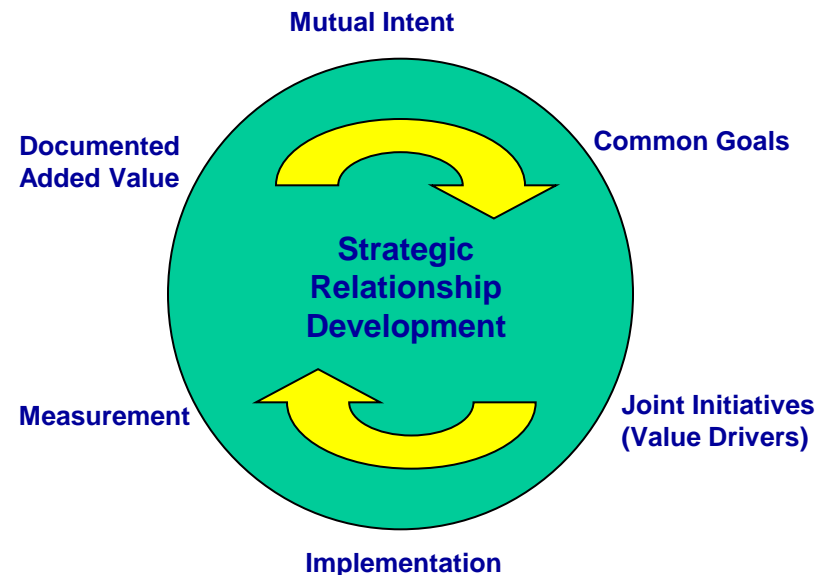 Mutual Intent
Documented
Added Value
Common Goals
Strategic
Relationship
Development
Measurement
Joint Initiatives
(Value Drivers)
Implementation